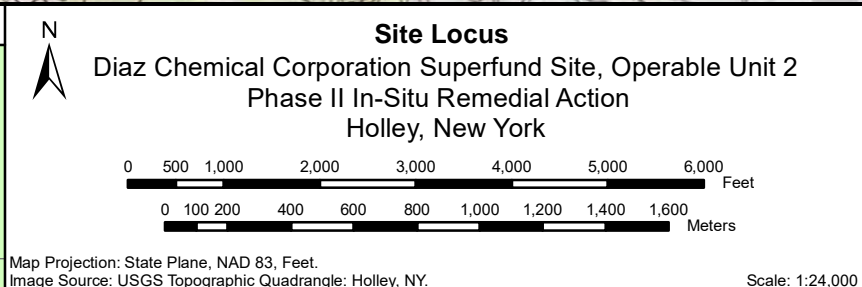 N
Site Locus
Diaz Chemical Corporation Superfund Site, Operable Unit 2
Phase II In-Situ Remedial Action
Holley, New York
0 500 1,000 2,000 3,000 4,000 5,000 6,000
Feet
0 100 200 400 600 800 1,000 1,200 1,400 1,600
Meters
Map Projection: State Plane, NAD 83, Feet.
Image Source: USGS Topographic Quadrangle: Holley, NY. Scale: 1:24,000